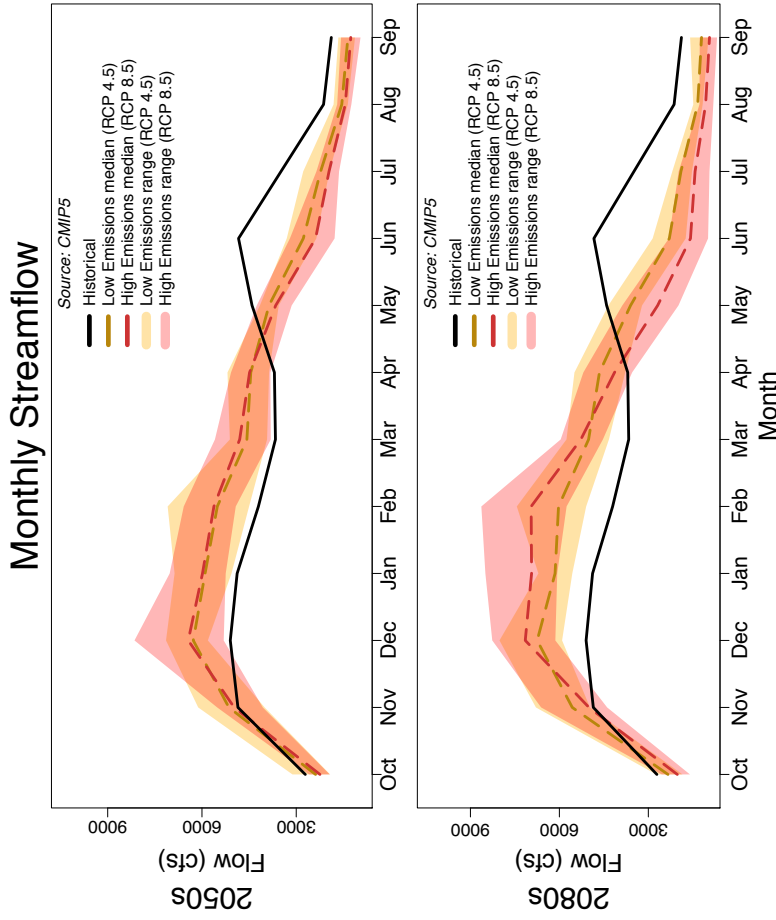 Monthly Streamflow
2050s
Flow (cfs)
9000
6000
3000
Source: CMIP5
Historical
Low Emissions median (RCP 4.5)
High Emissions median (RCP 8.5)
Low Emissions range (RCP 4.5)
High Emissions range (RCP 8.5)
Oct Nov Dec Jan Feb Mar Apr May Jun Jul Aug Sep
2080s
Flow (cfs)
9000
6000
3000
Source: CMIP5
Historical
Low Emissions median (RCP 4.5)
High Emissions median (RCP 8.5)
Low Emissions range (RCP 4.5)
High Emissions range (RCP 8.5)
Oct Nov Dec Jan Feb Mar Apr May Jun Jul Aug Sep
Month